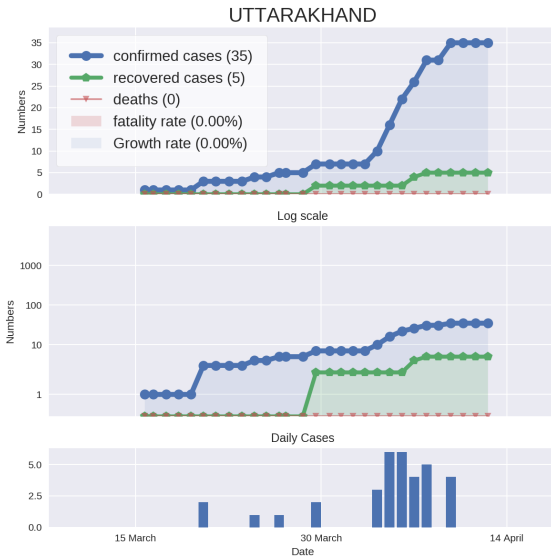 UTTARAKHAND
35
30
25
20
15
10
5
0
Numbers
confirmed cases (35)
recovered cases (5)
deaths (0)
fatality rate (0.00%)
Growth rate (0.00%)
Log scale
1000
100
10
1
Numbers
Daily Cases
5.0
2.5
0.0
15 March 30 March 14 April
Date